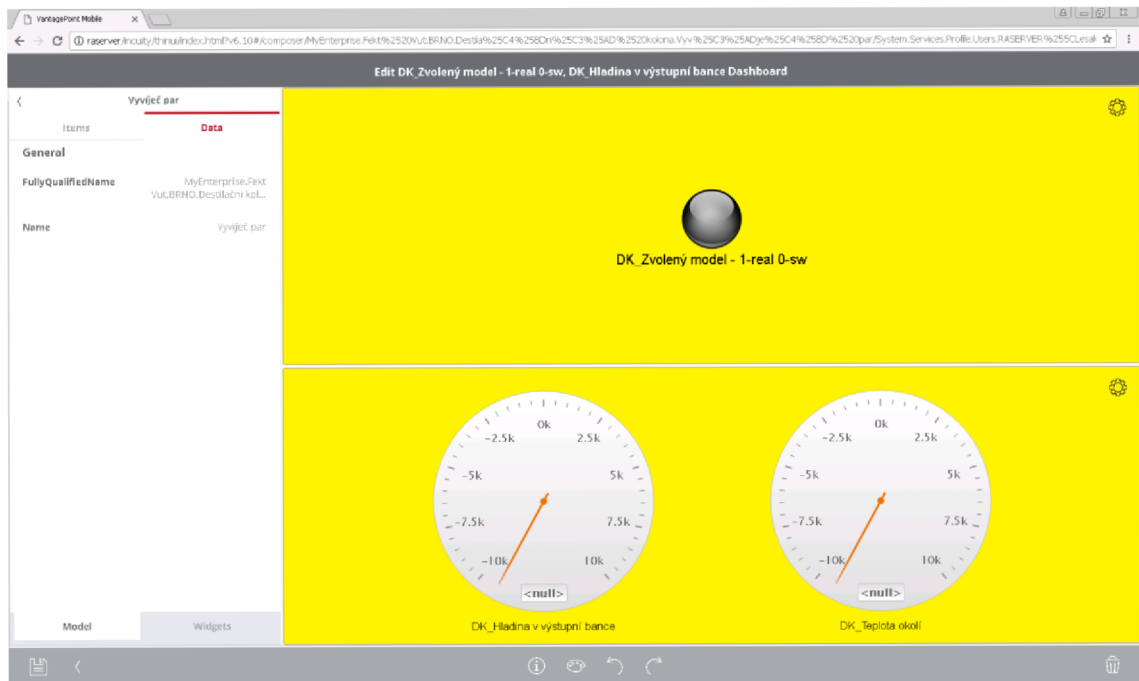 VantagePoint Mobile
Edit DK_Zvolený model - 1-real 0-sw, DK_Hladina v výstupní bance Dashboard
Vyvíječ par
Items
Data
General
FullyQualifiedName
MyEnterprise.Fekt
Vut.BRNO.Destilační kol...
Name
Vyvíječ par
Model
Widgets
DK_Zvolený model - 1-real 0-sw
0k
-2.5k
2.5k
-5k
5k
-7.5k
7.5k
-10k
10k
<null>
DK_Hladina v výstupní bance
0k
-2.5k
2.5k
-5k
5k
-7.5k
7.5k
-10k
10k
<null>
DK_Teplota okolí